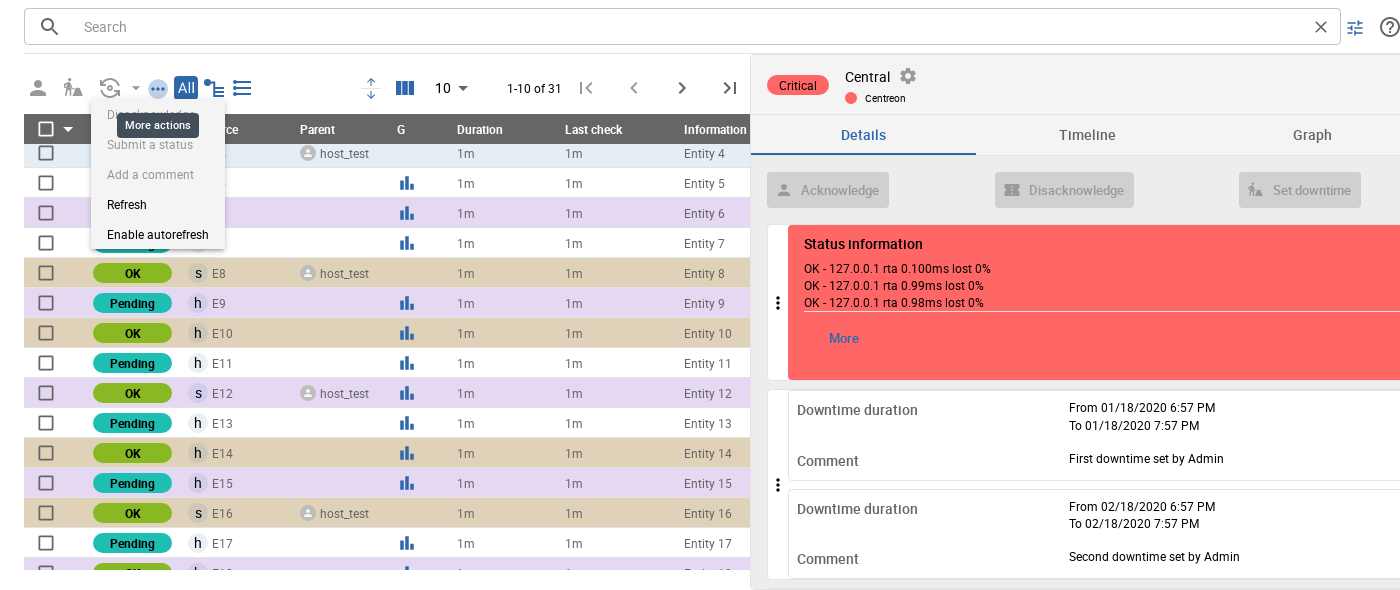 Search
All
10
1-10 of 31
Disacknowledge
More actions
Submit a status
Add a comment
Refresh
Enable autorefresh
Parent
G
Duration
Last check
Information
host_test
1m
1m
Entity 4
1m
1m
Entity 5
1m
1m
Entity 6
1m
1m
Entity 7
OK
s
E8
host_test
1m
1m
Entity 8
Pending
h
E9
1m
1m
Entity 9
OK
h
E10
1m
1m
Entity 10
Pending
h
E11
1m
1m
Entity 11
OK
s
E12
host_test
1m
1m
Entity 12
Pending
h
E13
1m
1m
Entity 13
OK
h
E14
1m
1m
Entity 14
Pending
h
E15
1m
1m
Entity 15
OK
s
E16
host_test
1m
1m
Entity 16
Pending
h
E17
1m
1m
Entity 17
Critical
Central
Centreon
Details
Timeline
Graph
Acknowledge
Disacknowledge
Set downtime
Status information
OK - 127.0.0.1 rta 0.100ms lost 0%
OK - 127.0.0.1 rta 0.99ms lost 0%
OK - 127.0.0.1 rta 0.98ms lost 0%
More
Downtime duration
From 01/18/2020 6:57 PM
To 01/18/2020 7:57 PM
Comment
First downtime set by Admin
Downtime duration
From 02/18/2020 6:57 PM
To 02/18/2020 7:57 PM
Comment
Second downtime set by Admin